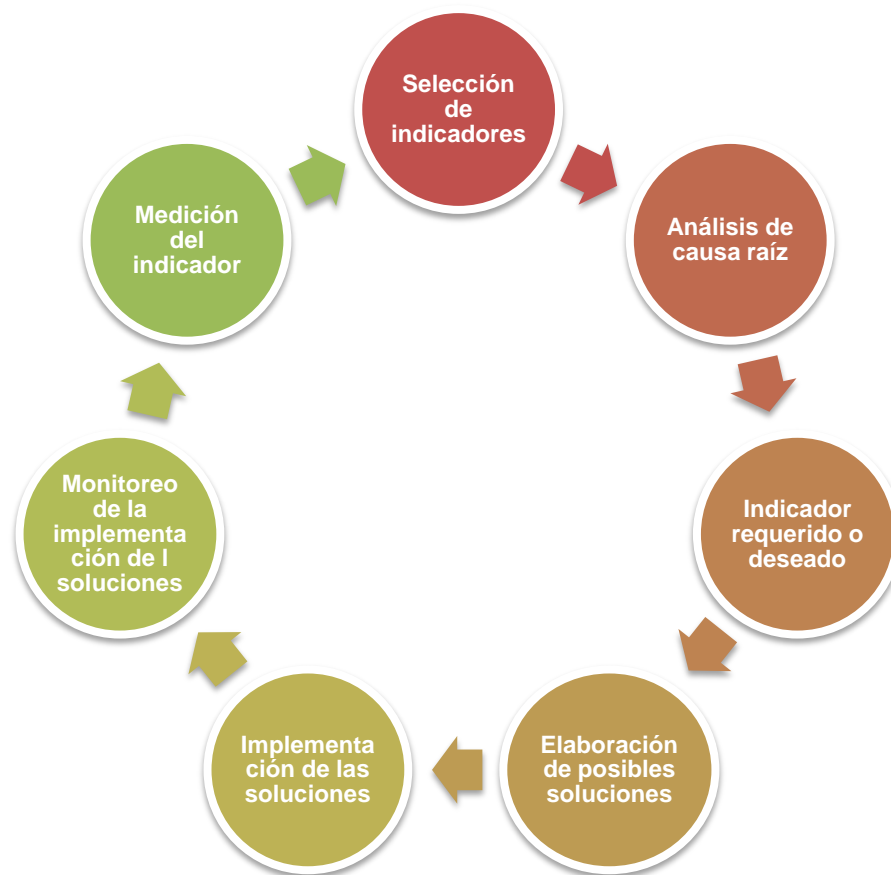 Selección
de
indicadores
Análisis de
causa raíz
Indicador
requerido o
deseado
Elaboración
de posibles
soluciones
Implementa
ción de las
soluciones
Monitoreo
de la
implementa
ción de l
soluciones
Medición
del
indicador